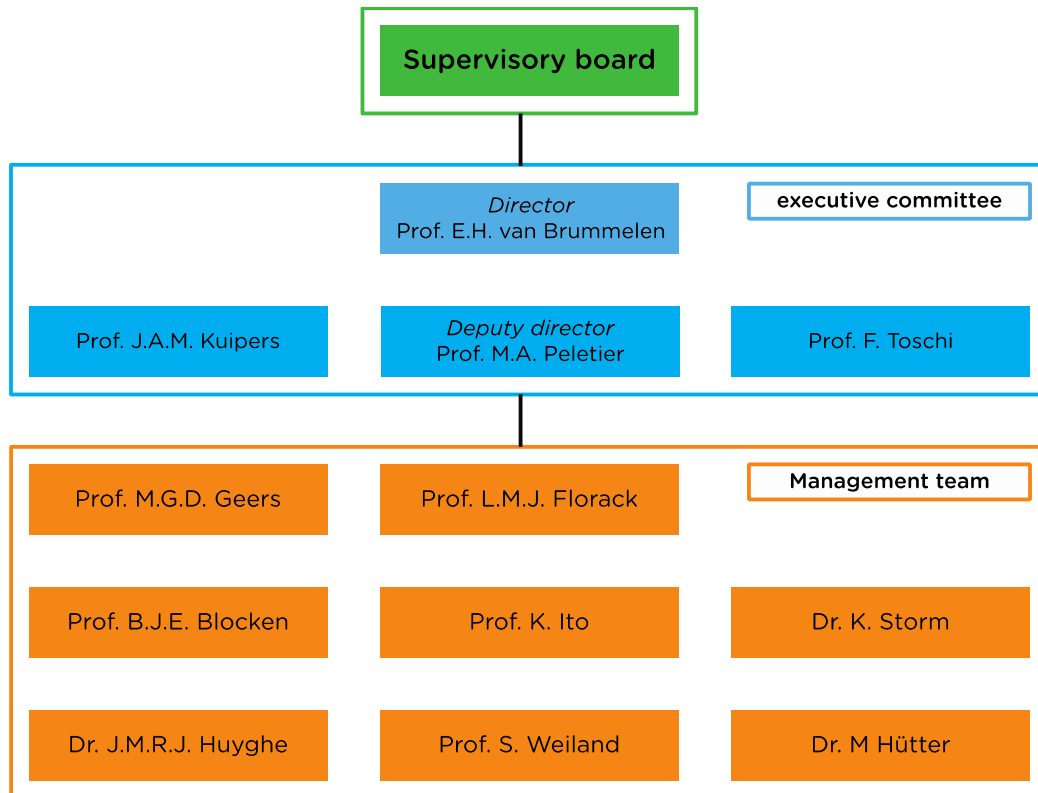 Supervisory board
executive committee
Director
Prof. E.H. van Brummelen
Prof. J.A.M. Kuipers
Deputy director
Prof. M.A. Peletier
Prof. F. Toschi
Management team
Prof. M.G.D. Geers
Prof. L.M.J. Florack
Prof. B.J.E. Blocken
Prof. K. Ito
Dr. K. Storm
Dr. J.M.R.J. Huyghe
Prof. S. Weiland
Dr. M Hütter